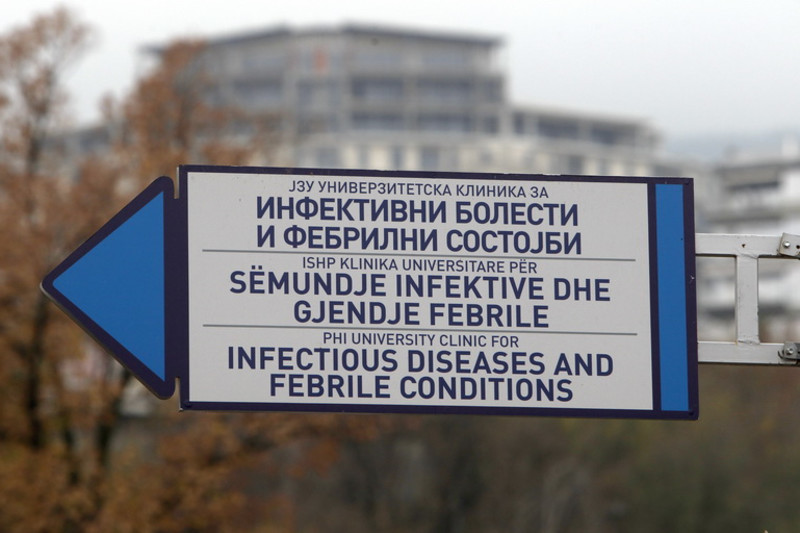 ЈЗУ УНИВЕРЗИТЕТСКА КЛИНИКА ЗА
ИНФЕКТИВНИ БОЛЕСТИ
И ФЕБРИЛНИ СОСТОЈБИ
ISHP KLINIKA UNIVERSITARE PËR
SËMUNDJE INFEKTIVE DHE
GJENDJE FEBRILE
PHI UNIVERSITY CLINIC FOR
INFECTIOUS DISEASES AND
FEBRILE CONDITIONS